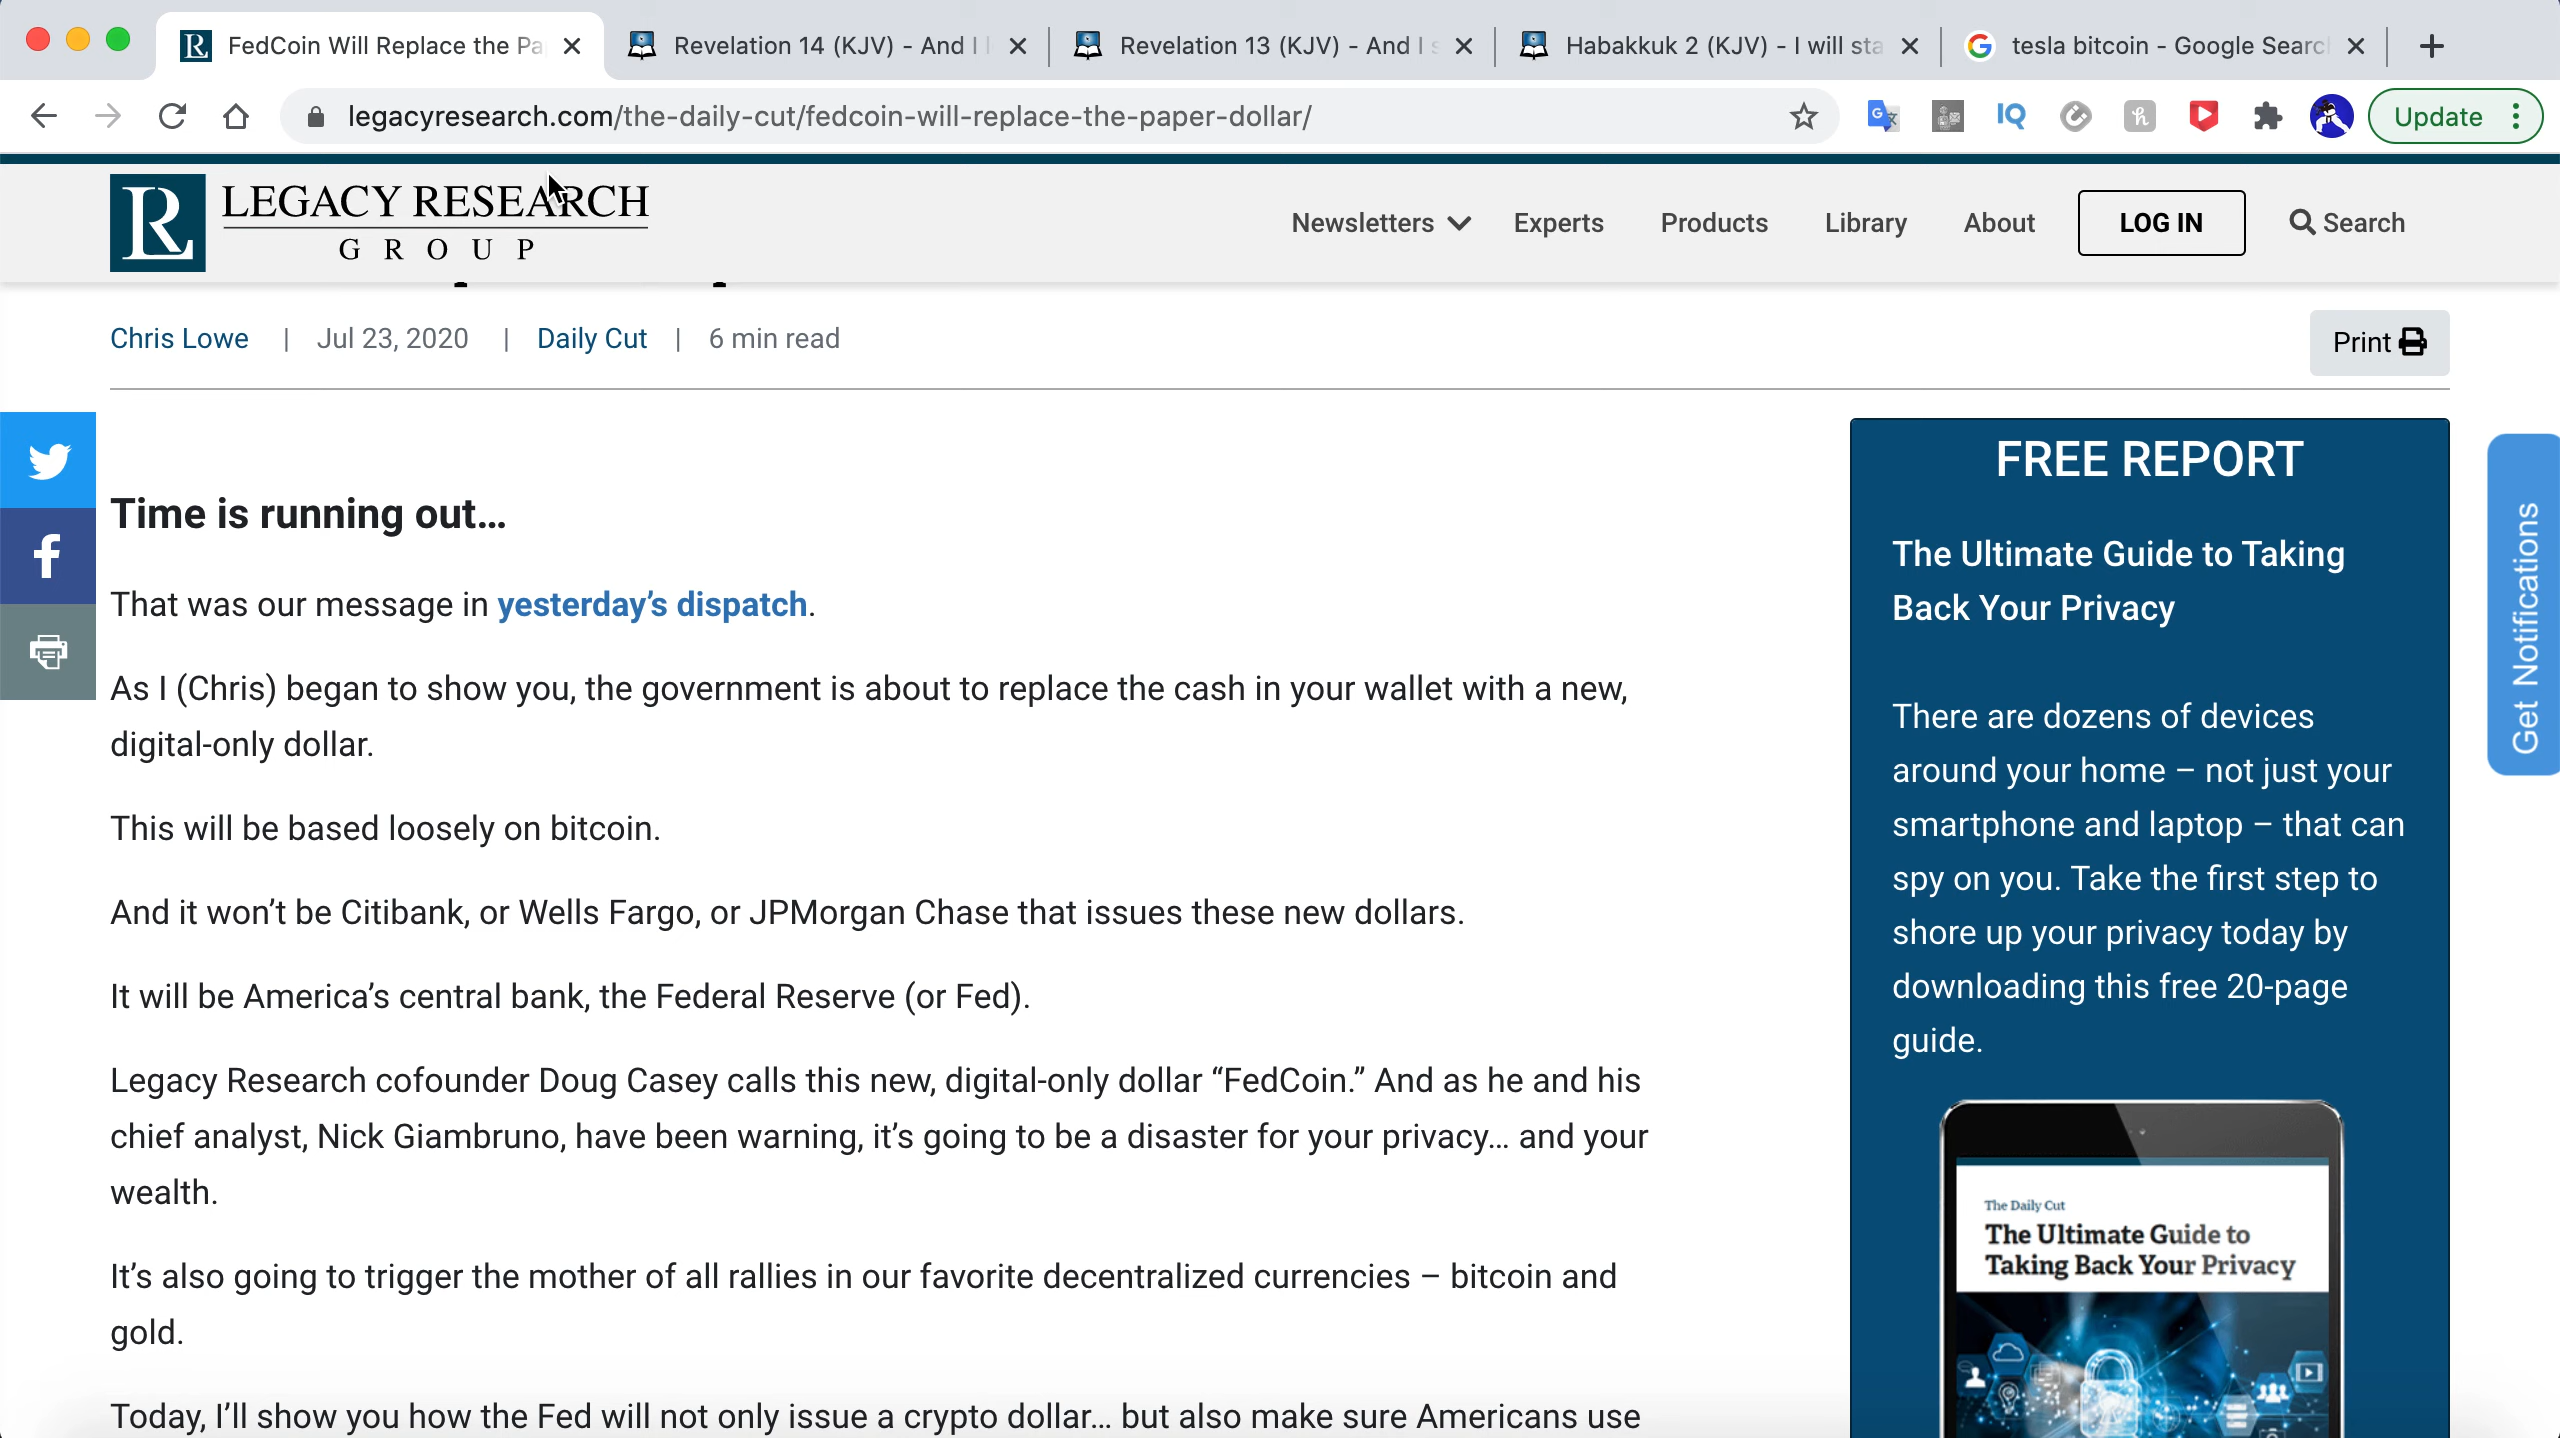 FedCoin Will Replace the Pa
Revelation 14 (KJV) - And I l
Revelation 13 (KJV) - And I s
Habakkuk 2 (KJV) - I will sta
tesla bitcoin - Google Searc
legacyresearch.com/the-daily-cut/fedcoin-will-replace-the-paper-dollar/
IQ
Update
LR
LEGACY RESEARCH
GROUP
Newsletters
Experts
Products
Library
About
LOG IN
Search
Chris Lowe | Jul 23, 2020 | Daily Cut | 6 min read
Print
Time is running out…
That was our message in yesterday’s dispatch.
As I (Chris) began to show you, the government is about to replace the cash in your wallet with a new,
digital-only dollar.
This will be based loosely on bitcoin.
And it won’t be Citibank, or Wells Fargo, or JPMorgan Chase that issues these new dollars.
It will be America’s central bank, the Federal Reserve (or Fed).
Legacy Research cofounder Doug Casey calls this new, digital-only dollar “FedCoin.” And as he and his
chief analyst, Nick Giambruno, have been warning, it’s going to be a disaster for your privacy… and your
wealth.
It’s also going to trigger the mother of all rallies in our favorite decentralized currencies – bitcoin and
gold.
Today, I’ll show you how the Fed will not only issue a crypto dollar… but also make sure Americans use
FREE REPORT
The Ultimate Guide to Taking
Back Your Privacy
There are dozens of devices
around your home – not just your
smartphone and laptop – that can
spy on you. Take the first step to
shore up your privacy today by
downloading this free 20-page
guide.
The Daily Cut
The Ultimate Guide to
Taking Back Your Privacy
Get Notifications